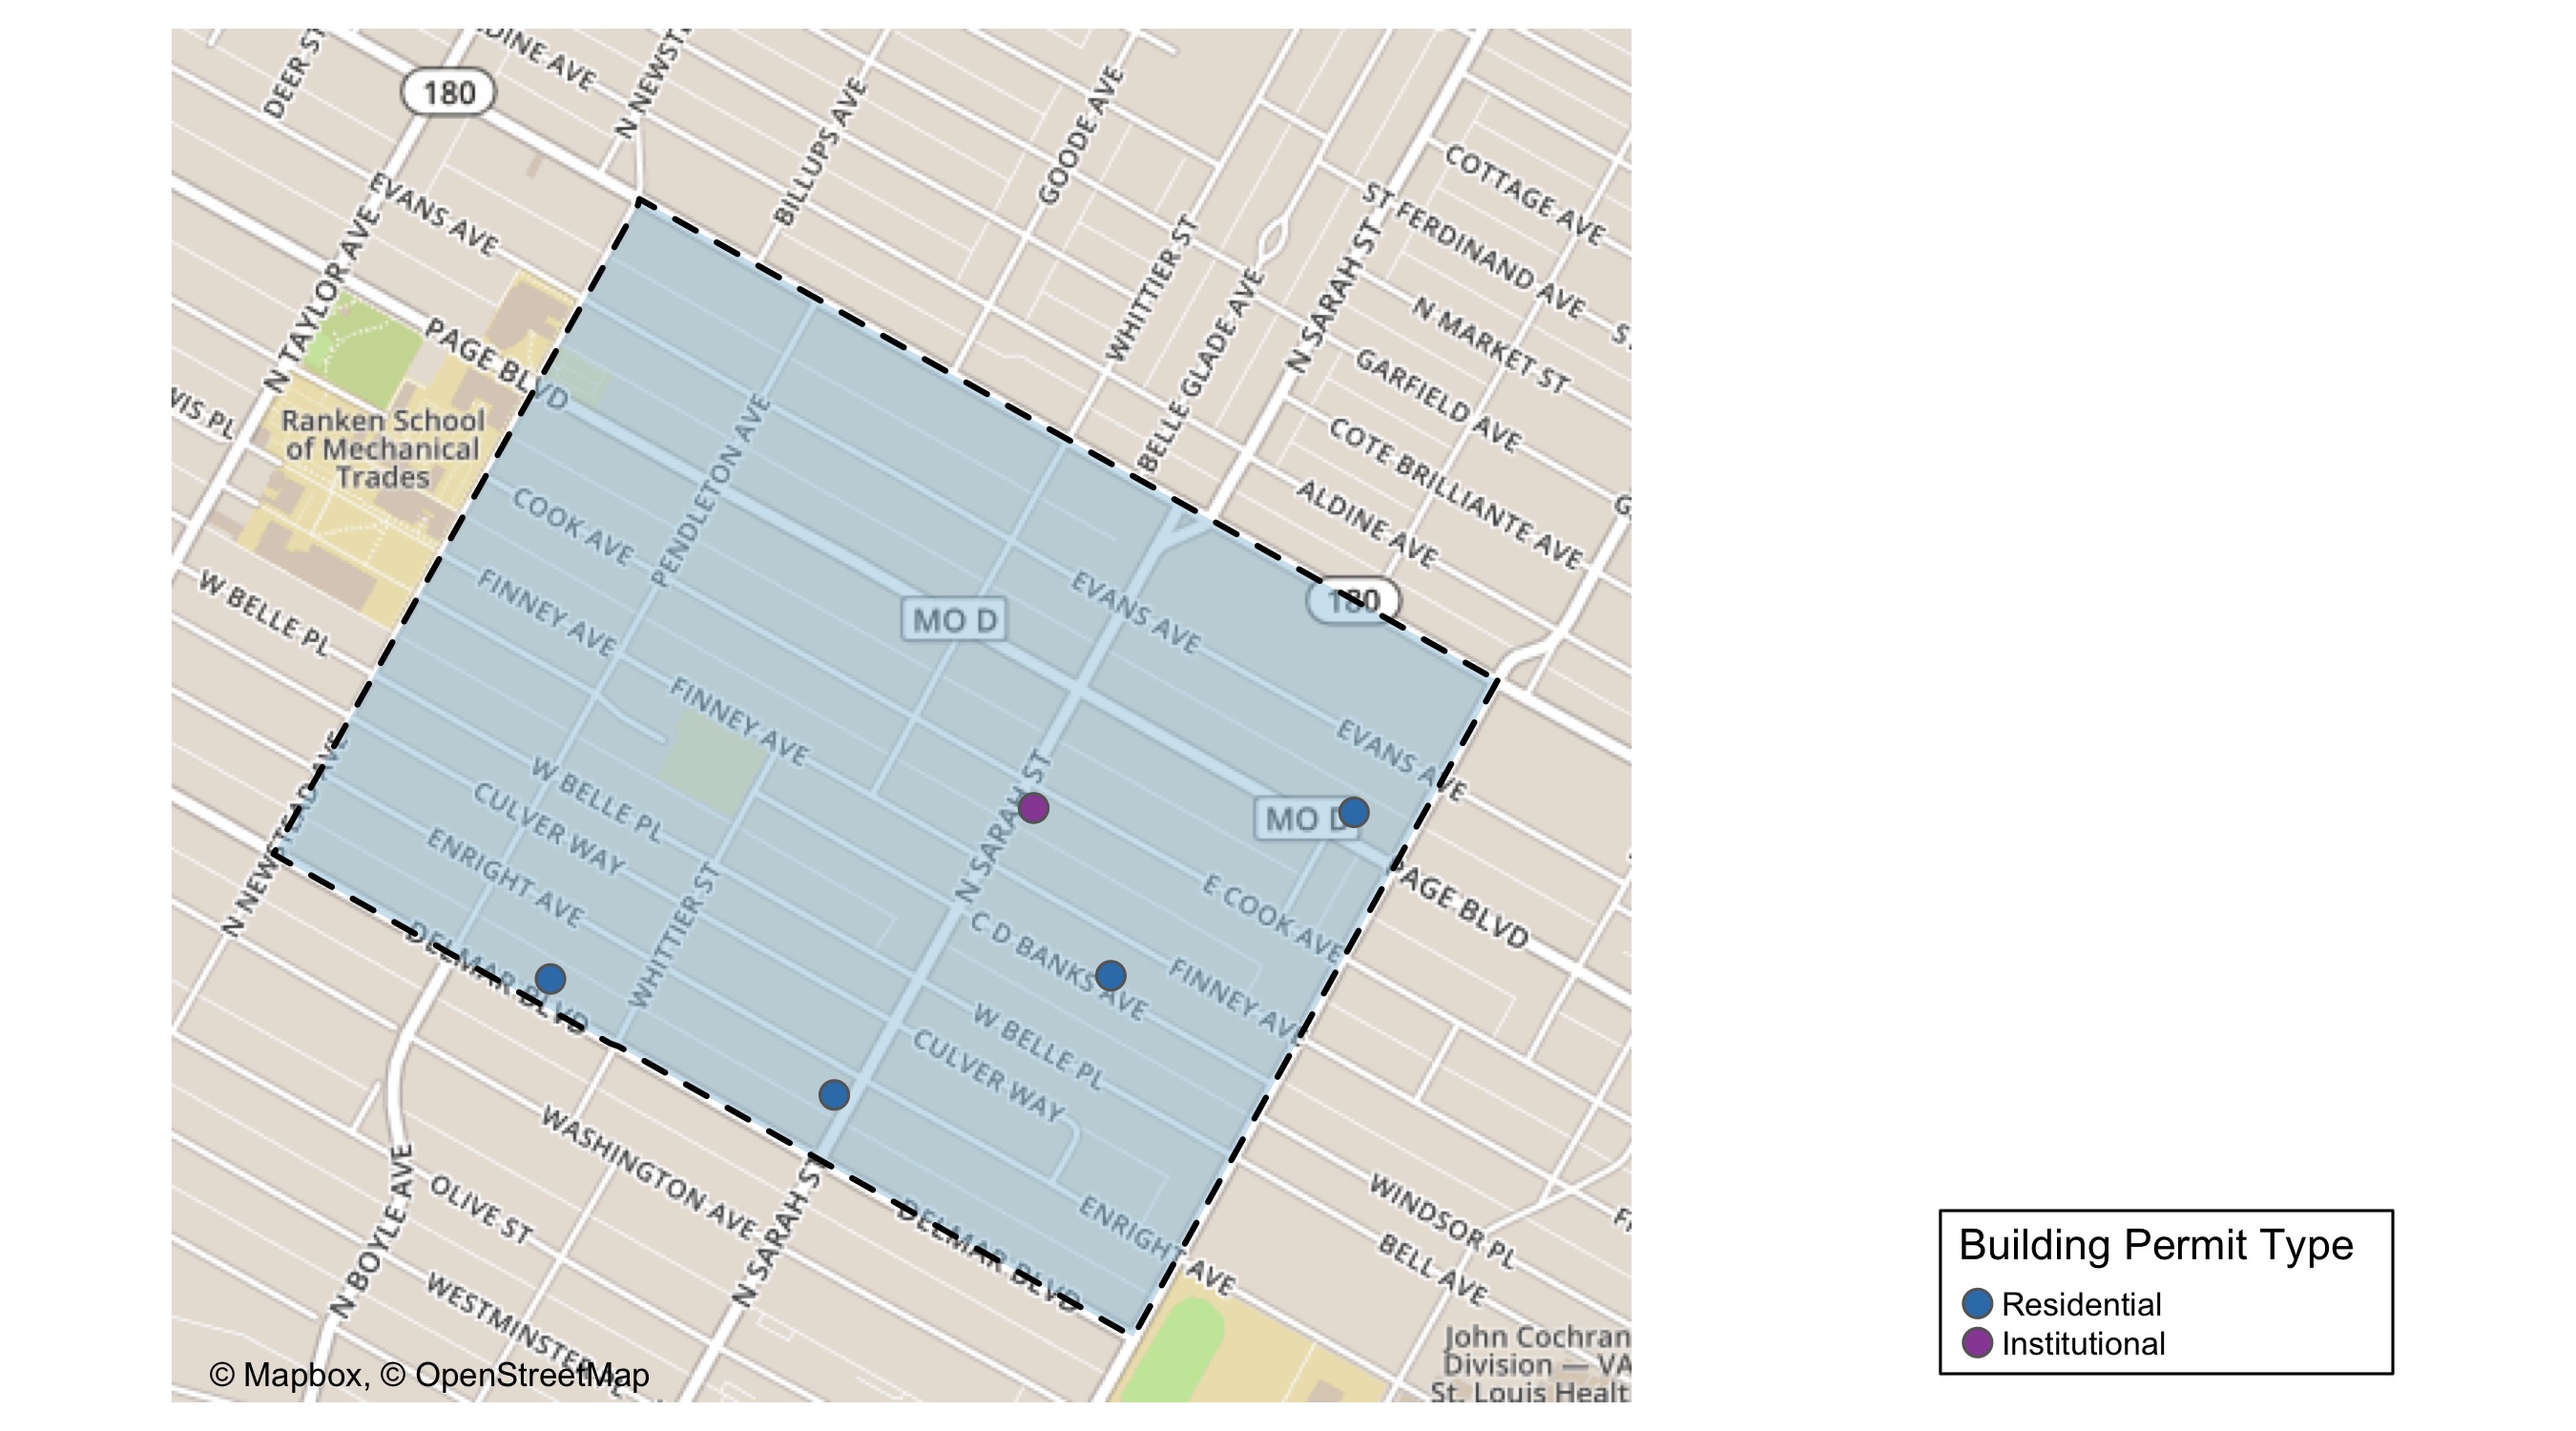 DEER ST
DINE AVE
N NEWST
180
BILLUPS AVE
GOODE AVE
COTTAGE AVE
ST FERDINAND AVE
EVANS AVE
N TAYLOR AVE
WHITTIER ST
BELLE GLADE AVE
N SARAH ST
N MARKET ST
S
GARFIELD AVE
PAGE BLVD
VIS PL
Ranken School
of Mechanical
Trades
PENDLETON AVE
COTE BRILLIANTE AVE
G
ALDINE AVE
COOK AVE
FINNEY AVE
W BELLE PL
MO D
EVANS AVE
180
FINNEY AVE
EVANS AVE
N NEWSTEAD AVE
W BELLE PL
CULVER WAY
ENRIGHT AVE
N SARAH ST
MO D
E COOK AVE
PAGE BLVD
WHITTIER ST
C D BANKS AVE
FINNEY AVE
DELMAR BLVD
W BELLE PL
CULVER WAY
WASHINGTON AVE
N BOYLE AVE
OLIVE ST
N SARAH ST
DELMAR BLVD
ENRIGHT AVE
WINDSOR PL
BELL AVE
WESTMINSTER PL
John Cochran
Division — VA
St. Louis Healt
© Mapbox, © OpenStreetMap
Building Permit Type
Residential
Institutional